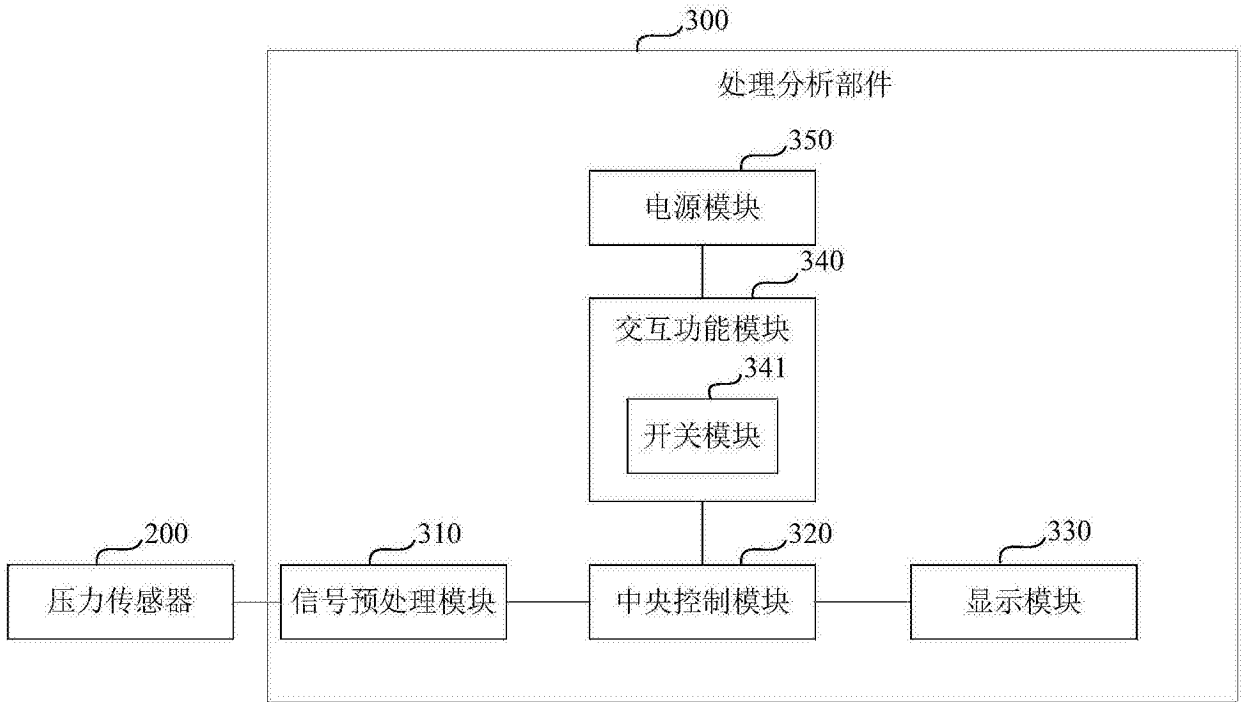 300
处理分析部件
350
电源模块
340
交互功能模块
341
开关模块
200
310
320
330
压力传感器
信号预处理模块
中央控制模块
显示模块